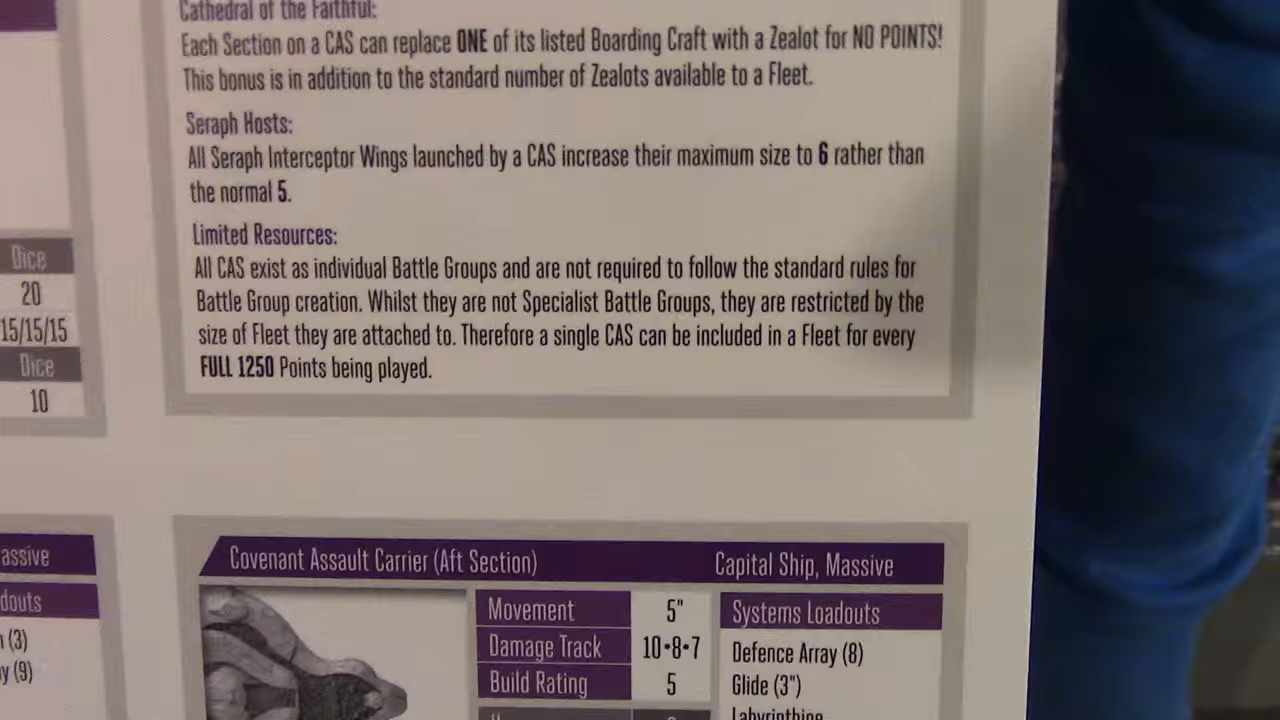 Cathedral of the Faithful:
Each Section on a CAS can replace ONE of its listed Boarding Craft with a Zealot for NO POINTS!
This bonus is in addition to the standard number of Zealots available to a Fleet.
Seraph Hosts:
All Seraph Interceptor Wings launched by a CAS increase their maximum size to 6 rather than
the normal 5.
Limited Resources:
All CAS exist as individual Battle Groups and are not required to follow the standard rules for
Battle Group creation. Whilst they are not Specialist Battle Groups, they are restricted by the
size of Fleet they are attached to. Therefore a single CAS can be included in a Fleet for every
FULL 1250 Points being played.
Dice
20
15/15/15
Dice
10
assive
douts
(3)
(9)
Covenant Assault Carrier (Aft Section) Capital Ship, Massive
Movement 5"
Damage Track 10•8•7
Build Rating 5
Systems Loadouts
Defence Array (8)
Glide (3")
Labyrinthine